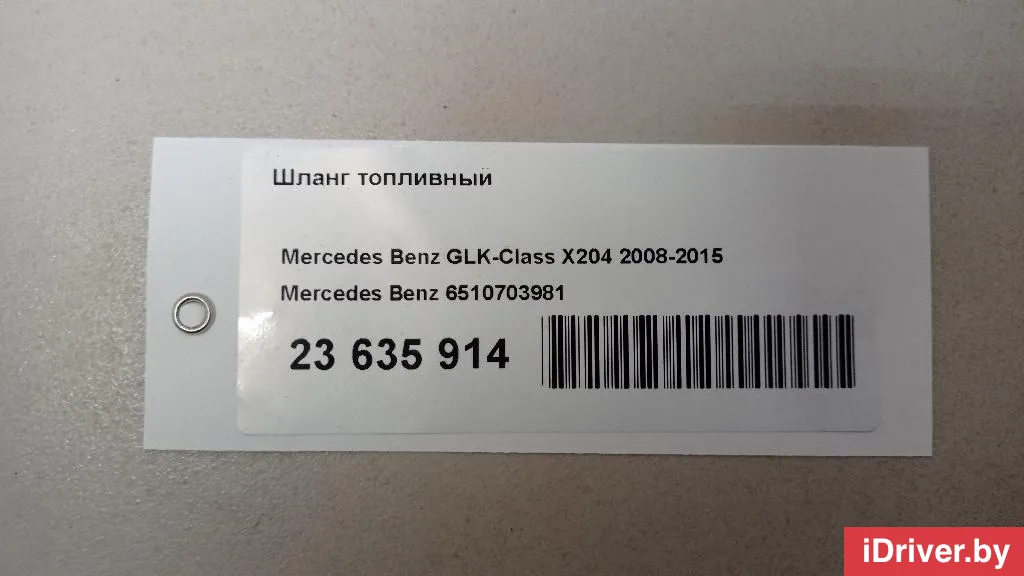 Шланг топливный
Mercedes Benz GLK-Class X204 2008-2015
Mercedes Benz 6510703981
23 635 914
iDriver.by